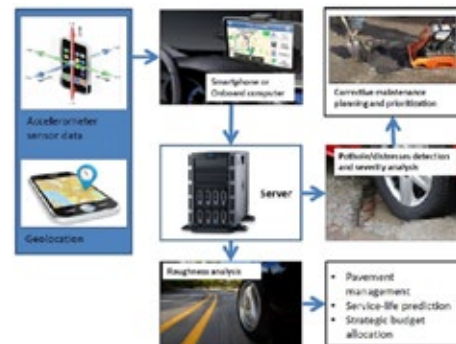 Accelerometer
sensor data
Geolocation
Smartphone or
Onboard computer
Server
Corrective maintenance
planning and prioritization
Pothole/distresses detection
and severity analysis
Roughness analysis
• Pavement
management
• Service-life prediction
• Strategic budget
allocation